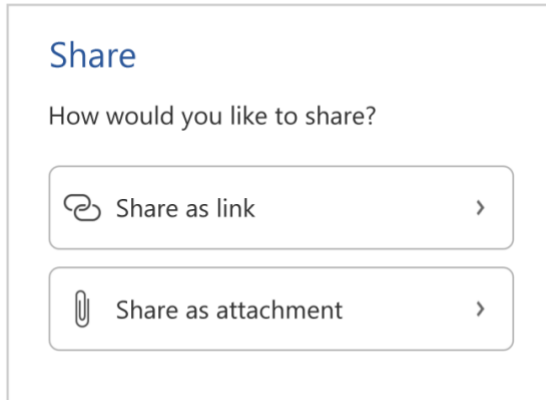 Share
How would you like to share?
Share as link
Share as attachment